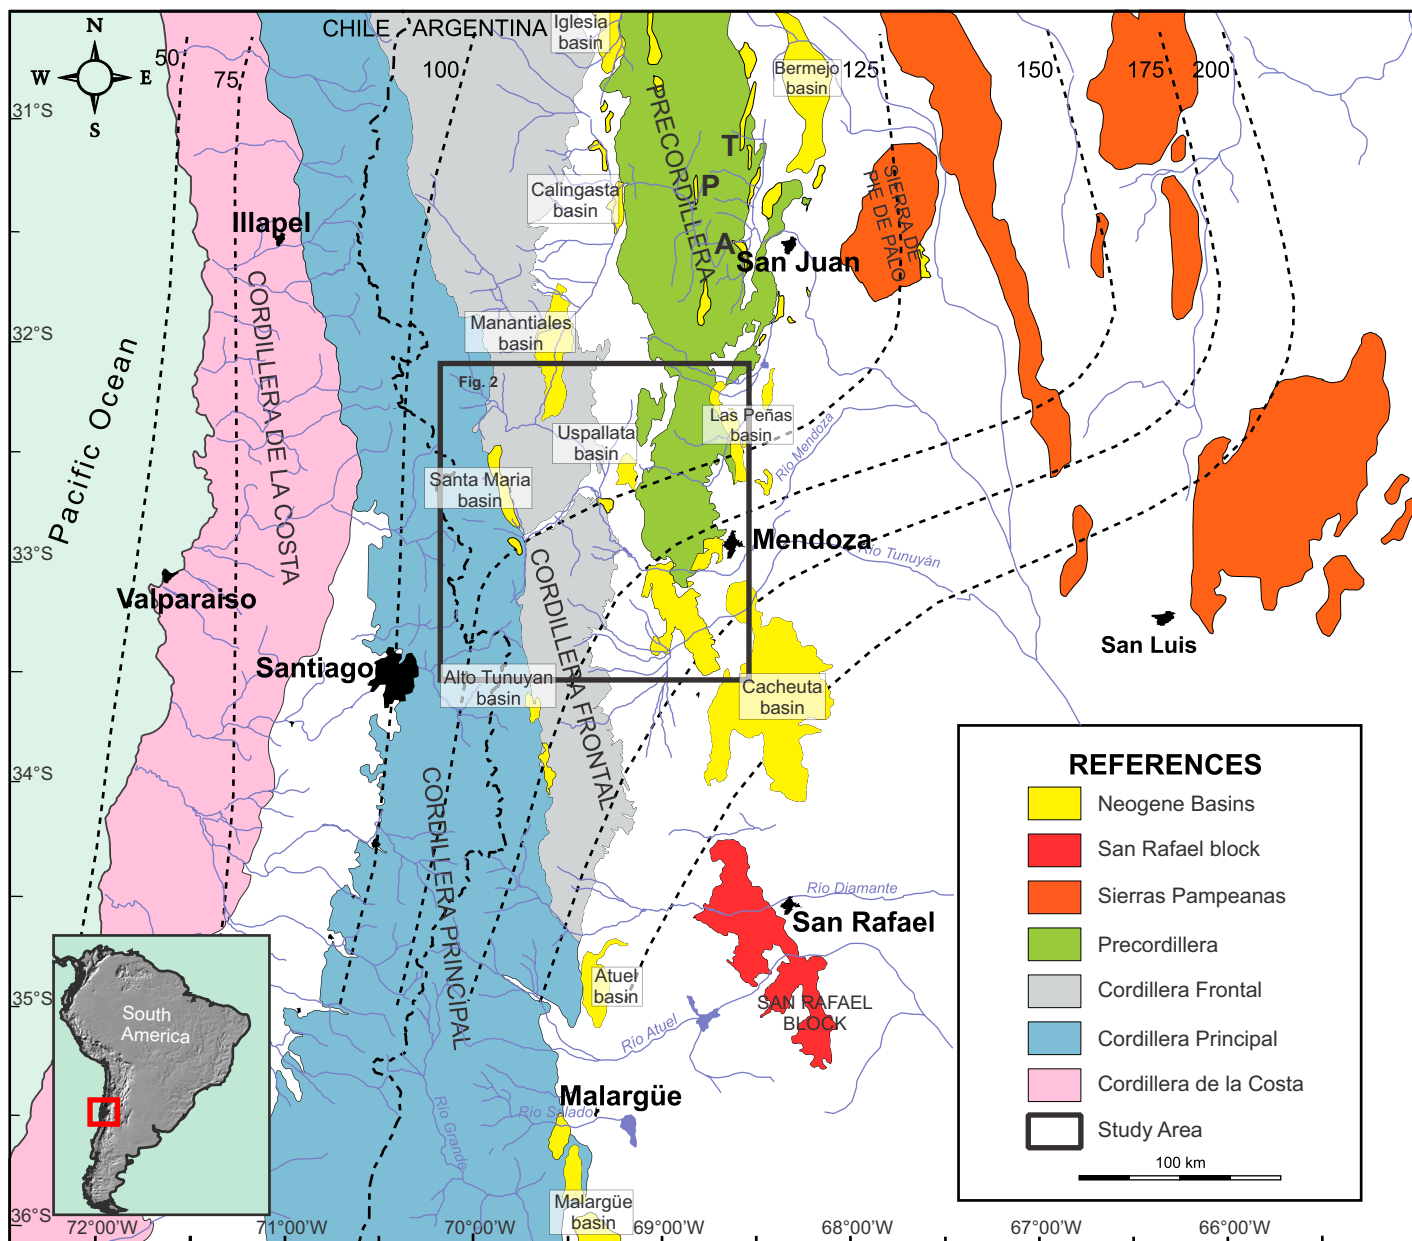 CHILE
ARGENTINA
Iglesia
basin
N
W
E
S
50
75
100
125
150
175
200
Bermejo
basin
31°S
PRECORDILLERA
T
P
A
Calingasta
basin
SIERRA DE
PIE DE PALO
Illapel
San Juan
CORDILLERA DE LA COSTA
Pacific Ocean
32°S
Manantiales
basin
Fig. 2
Las Peñas
basin
Uspallata
basin
Río Mendoza
Santa Maria
basin
33°S
Mendoza
Río Tunuyán
CORDILLERA FRONTAL
Valparaiso
San Luis
Santiago
Alto Tunuyan
basin
Cacheuta
basin
34°S
CORDILLERA PRINCIPAL
REFERENCES
Neogene Basins
San Rafael block
Sierras Pampeanas
Precordillera
Cordillera Frontal
Cordillera Principal
Cordillera de la Costa
Study Area
100 km
Río Diamante
San Rafael
Atuel
basin
35°S
SAN RAFAEL
BLOCK
Río Atuel
South
America
Malargüe
Río Salado
Río Grande
Malargüe
basin
36°S
72°00'W
71°00'W
70°00'W
69°00'W
68°00'W
67°00'W
66°00'W